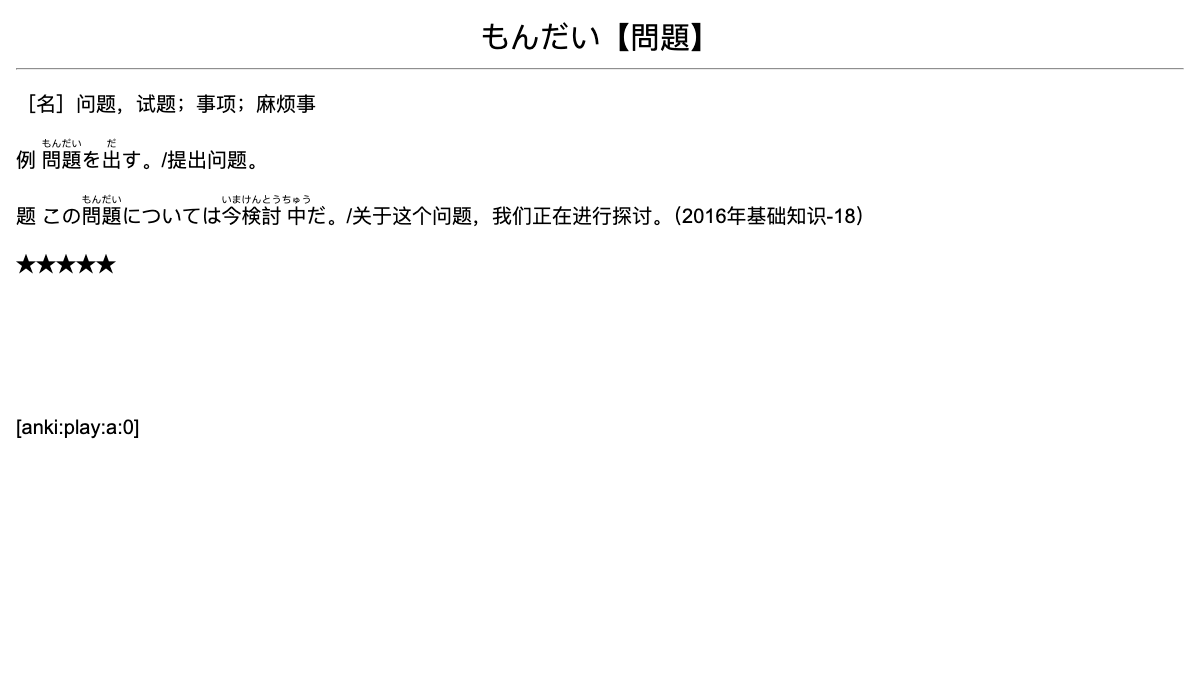 もんだい【問題】
［名］问题，试题；事项；麻烦事
もんだい だ
例 問題を出す。/提出问题。
もんだい いまけんとうちゅう
题 この問題については今検討 中だ。/关于这个问题，我们正在进行探讨。（2016年基础知识-18）
★★★★★
[anki:play:a:0]